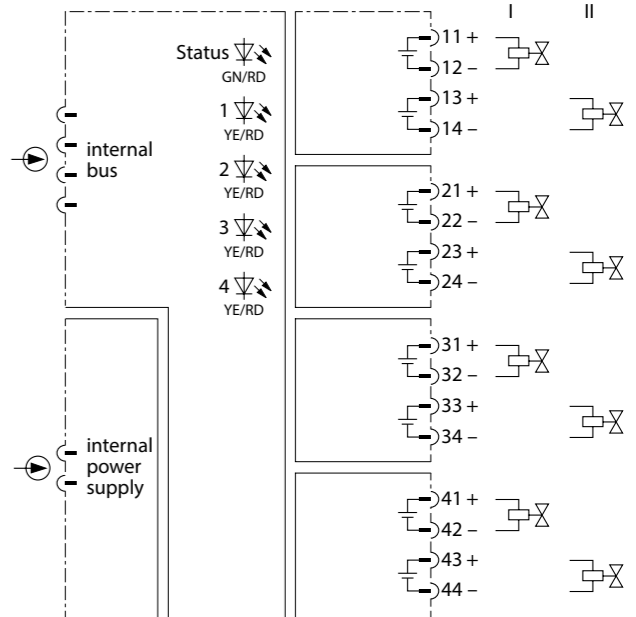 I II
Status
GN/RD
1
YE/RD
2
YE/RD
3
YE/RD
4
YE/RD
internal
bus
internal
power
supply
11 +
12 –
13 +
14 –
21 +
22 –
23 +
24 –
31 +
32 –
33 +
34 –
41 +
42 –
43 +
44 –